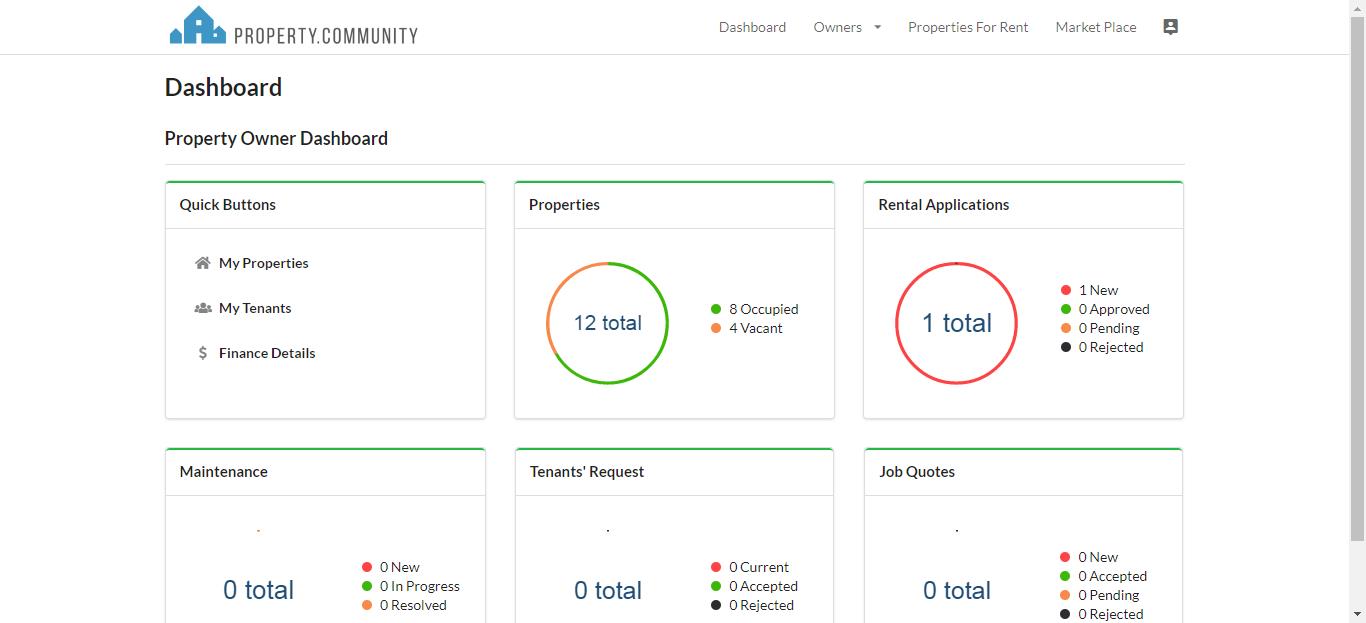 PROPERTY.COMMUNITY
Dashboard Owners Properties For Rent Market Place
Dashboard
Property Owner Dashboard
Quick Buttons
My Properties
My Tenants
Finance Details
Properties
12 total
8 Occupied
4 Vacant
Rental Applications
1 total
1 New
0 Approved
0 Pending
0 Rejected
Maintenance
0 total
0 New
0 In Progress
0 Resolved
Tenants' Request
0 total
0 Current
0 Accepted
0 Rejected
Job Quotes
0 total
0 New
0 Accepted
0 Pending
0 Rejected